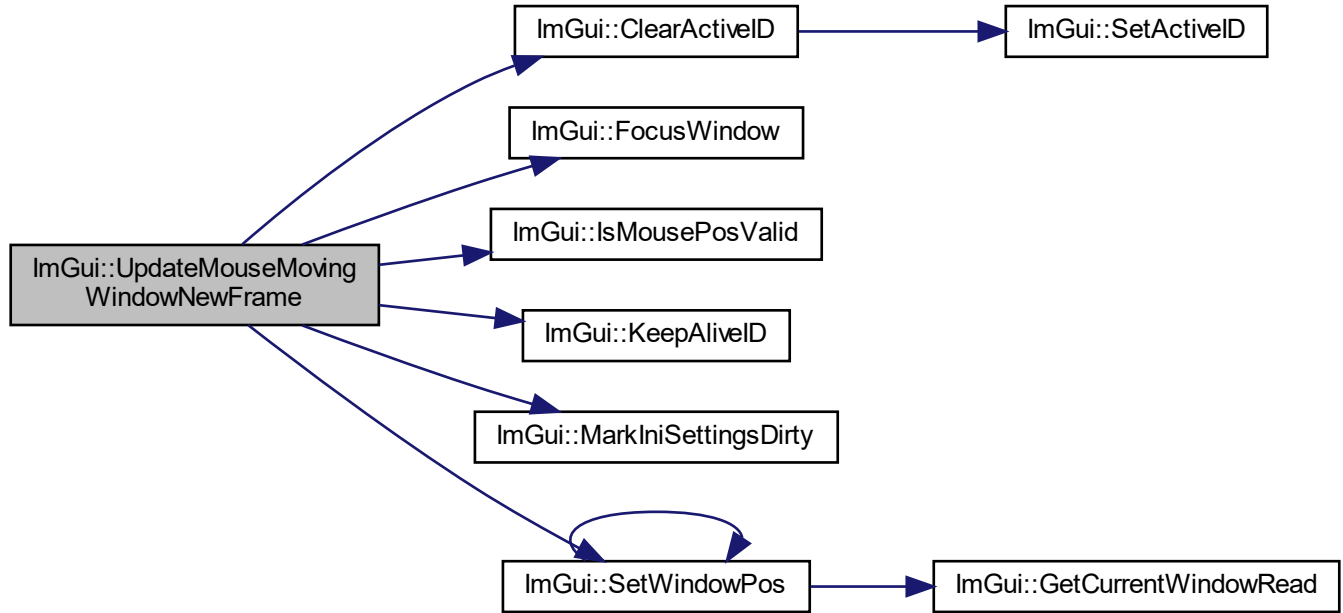 ImGui::ClearActiveID
ImGui::SetActiveID
ImGui::FocusWindow
ImGui::IsMousePosValid
ImGui::UpdateMouseMoving
WindowNewFrame
ImGui::KeepAliveID
ImGui::MarkIniSettingsDirty
ImGui::SetWindowPos
ImGui::GetCurrentWindowRead